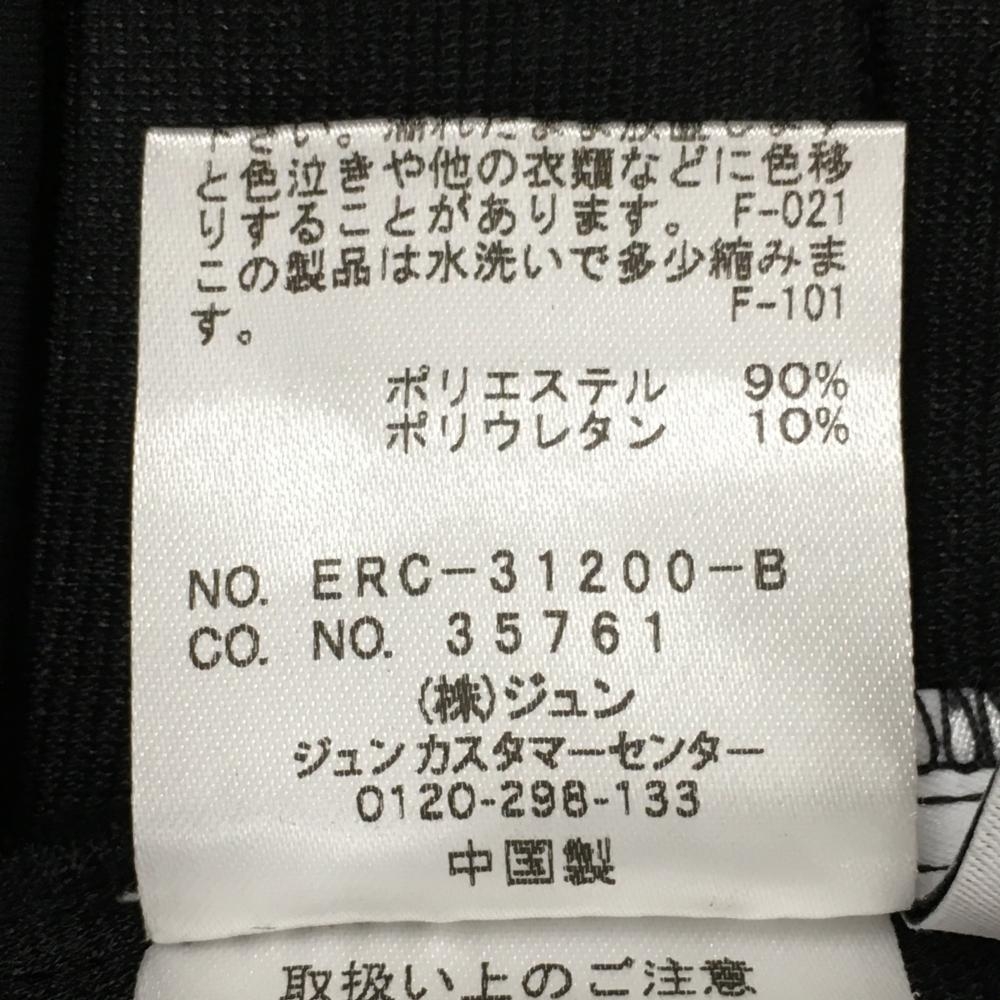 と色泣きや他の衣類などに色移
りすることがあります。 F-021
この製品は水洗いで多少縮みま
す。 F-101
ポリエステル 90%
ポリウレタン 10%
NO. ERC-31200-B
CO. NO. 35761
(株)ジュン
ジュンカスタマーセンター
0120-298-133
中国製
取扱い上のご注意